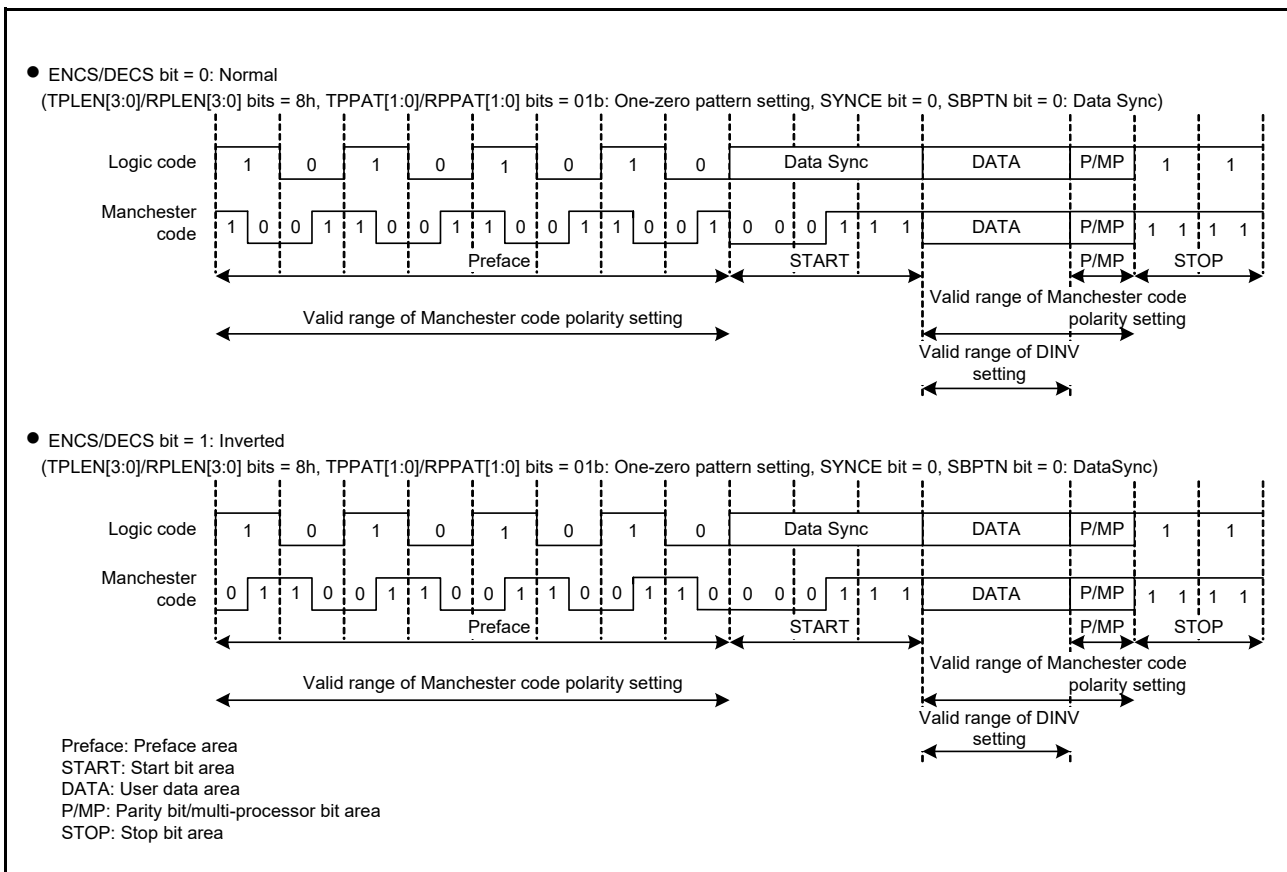 ● ENCS/DECS bit = 0: Normal
(TPLEN[3:0]/RPLEN[3:0] bits = 8h, TPPAT[1:0]/RPPAT[1:0] bits = 01b: One-zero pattern setting, SYNCE bit = 0, SBPTN bit = 0: Data Sync)
Logic code 1 0 1 0 1 0 1 0 Data Sync DATA P/MP 1 1
Manchester
code 1 0 0 1 1 0 0 1 1 0 0 1 1 0 0 1 0 0 0 1 1 1 DATA P/MP 1 1 1 1
Preface START P/MP STOP
Valid range of Manchester code polarity setting
Valid range of Manchester code
polarity setting
Valid range of DINV
setting
● ENCS/DECS bit = 1: Inverted
(TPLEN[3:0]/RPLEN[3:0] bits = 8h, TPPAT[1:0]/RPPAT[1:0] bits = 01b: One-zero pattern setting, SYNCE bit = 0, SBPTN bit = 0: DataSync)
Logic code 1 0 1 0 1 0 1 0 Data Sync DATA P/MP 1 1
Manchester
code 0 1 1 0 0 1 1 0 0 1 1 0 0 1 1 0 0 0 0 1 1 1 DATA P/MP 1 1 1 1
Preface START P/MP STOP
Valid range of Manchester code polarity setting
Valid range of Manchester code
polarity setting
Valid range of DINV
setting
Preface: Preface area
START: Start bit area
DATA: User data area
P/MP: Parity bit/multi-processor bit area
STOP: Stop bit area